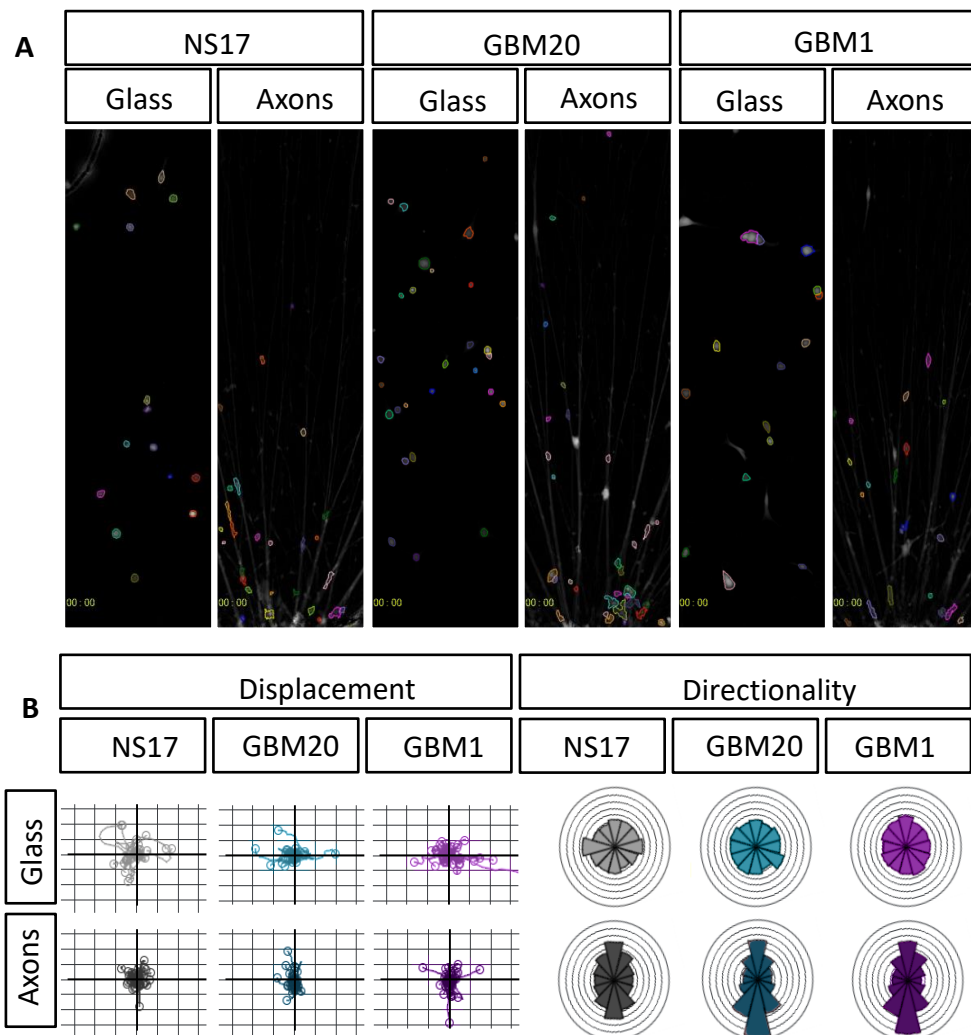 A
NS17 GBM20 GBM1
Glass Axons Glass Axons Glass Axons
00:00 00:00 00:00 00:00 00:00 00:00
B
Displacement Directionality
NS17 GBM20 GBM1 NS17 GBM20 GBM1
Glass
Axons